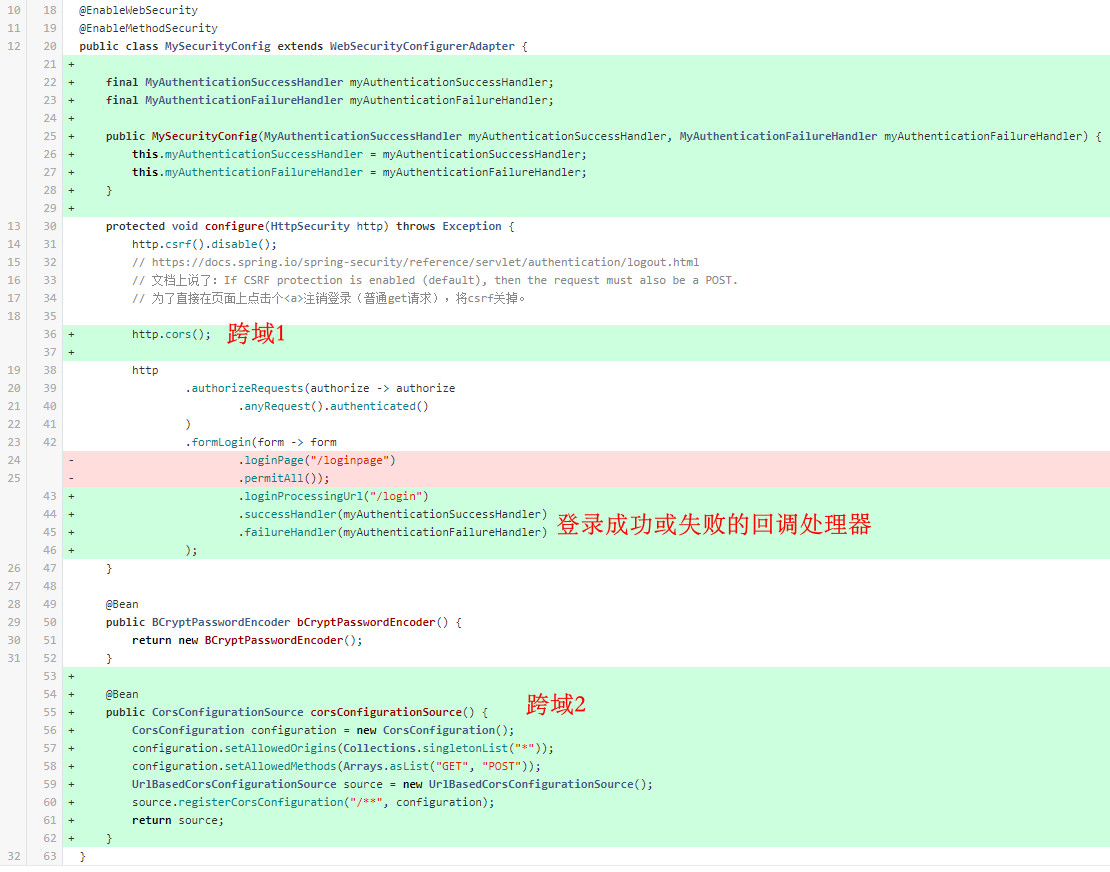 10 18 @EnableWebSecurity
11 19 @EnableMethodSecurity
12 20 public class MySecurityConfig extends WebSecurityConfigurerAdapter {
21 +
22 + final MyAuthenticationSuccessHandler myAuthenticationSuccessHandler;
23 + final MyAuthenticationFailureHandler myAuthenticationFailureHandler;
24 +
25 + public MySecurityConfig(MyAuthenticationSuccessHandler myAuthenticationSuccessHandler, MyAuthenticationFailureHandler myAuthenticationFailureHandler) {
26 + this.myAuthenticationSuccessHandler = myAuthenticationSuccessHandler;
27 + this.myAuthenticationFailureHandler = myAuthenticationFailureHandler;
28 + }
29 +
13 30 protected void configure(HttpSecurity http) throws Exception {
14 31 http.csrf().disable();
15 32 // https://docs.spring.io/spring-security/reference/servlet/authentication/logout.html
16 33 // 文档上说了: If CSRF protection is enabled (default), then the request must also be a POST.
17 34 // 为了直接在页面上点击个<a>注销登录（普通get请求），将csrf关掉。
18 35
36 + http.cors(); 跨域1
37 +
19 38 http
20 39 .authorizeRequests(authorize -> authorize
21 40 .anyRequest().authenticated()
22 41 )
23 42 .formLogin(form -> form
24 - .loginPage("/loginpage")
25 - .permitAll());
43 + .loginProcessingUrl("/login")
44 + .successHandler(myAuthenticationSuccessHandler) 登录成功或失败的回调处理器
45 + .failureHandler(myAuthenticationFailureHandler)
46 + );
26 47 }
27 48
28 49 @Bean
29 50 public BCryptPasswordEncoder bCryptPasswordEncoder() {
30 51 return new BCryptPasswordEncoder();
31 52 }
53 +
54 + @Bean 跨域2
55 + public CorsConfigurationSource corsConfigurationSource() {
56 + CorsConfiguration configuration = new CorsConfiguration();
57 + configuration.setAllowedOrigins(Collections.singletonList("*"));
58 + configuration.setAllowedMethods(Arrays.asList("GET", "POST"));
59 + UrlBasedCorsConfigurationSource source = new UrlBasedCorsConfigurationSource();
60 + source.registerCorsConfiguration("/**", configuration);
61 + return source;
62 + }
32 63 }